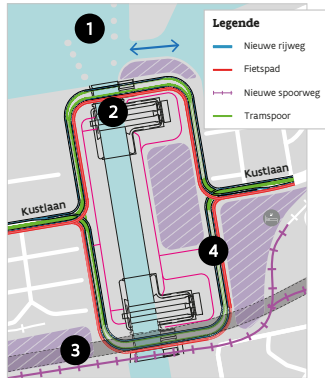 1
Legende
Nieuwe rijweg
Fietspad
Nieuwe spoorweg
Tramspoor
2
Kustlaan
Kustlaan
4
3